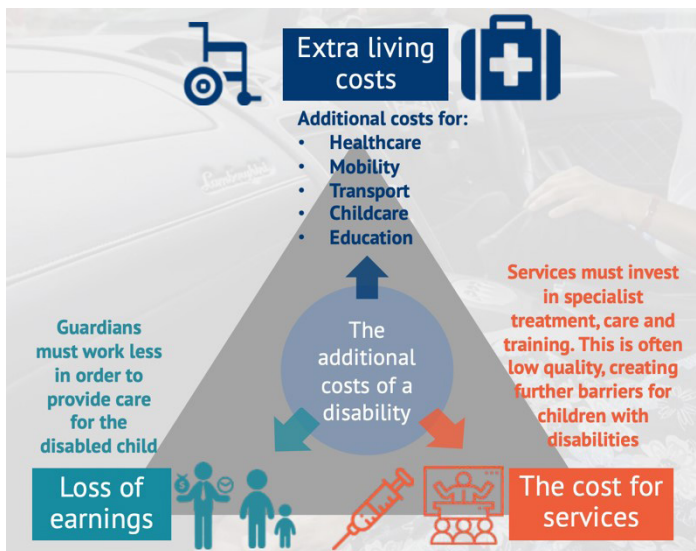 Extra living
costs
Additional costs for:
• Healthcare
• Mobility
• Transport
• Childcare
• Education
Services must invest
in specialist
treatment, care and
training. This is often
low quality, creating
further barriers for
children with
disabilities
Guardians
must work less
in order to
provide care
for the
disabled child
The
additional
costs of a
disability
Loss of
earnings
The cost for
services